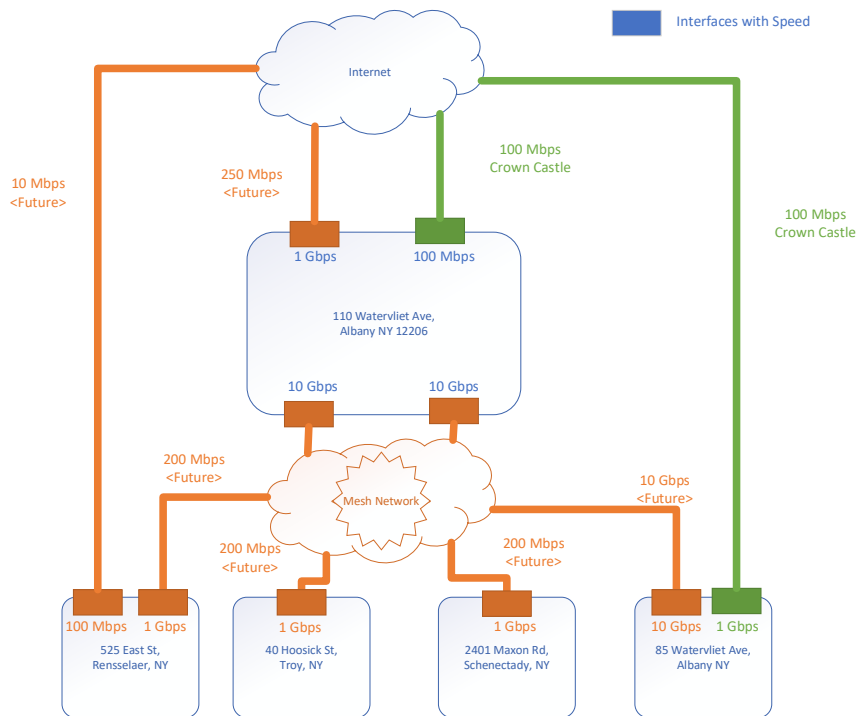 Interfaces with Speed
Internet
10 Mbps
<Future>
250 Mbps
<Future>
100 Mbps
Crown Castle
100 Mbps
Crown Castle
1 Gbps
100 Mbps
110 Watervliet Ave,
Albany NY 12206
10 Gbps
10 Gbps
200 Mbps
<Future>
Mesh Network
10 Gbps
<Future>
200 Mbps
<Future>
200 Mbps
<Future>
100 Mbps
1 Gbps
1 Gbps
1 Gbps
10 Gbps
1 Gbps
525 East St,
Rensselaer, NY
40 Hoosick St,
Troy, NY
2401 Maxon Rd,
Schenectady, NY
85 Watervliet Ave,
Albany NY